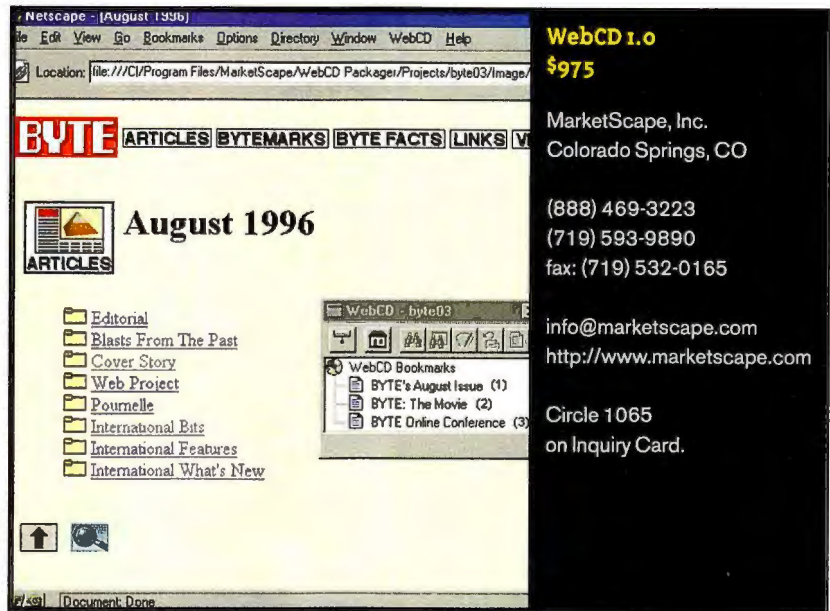 Netscape - [August 1996]
Edit View Go Bookmarks Options Directory Window WebCD Help
Location: file:///C|/Program Files/MarketScape/WebCD Packager/Projects/byte03/Image/
BYTE ARTICLES BYTEMARKS BYTE FACTS LINKS
ARTICLES
August 1996
Editorial
Blasts From The Past
Cover Story
Web Project
Pournelle
International Bits
International Features
International What's New
WebCD - byte03
WebCD Bookmarks
BYTE's August Issue (1)
BYTE: The Movie (2)
BYTE Online Conference (3)
Document: Done
WebCD 1.0
$975
MarketScape, Inc.
Colorado Springs, CO
(888) 469-3223
(719) 593-9890
fax: (719) 532-0165
info@marketscape.com
http://www.marketscape.com
Circle 1065
on Inquiry Card.